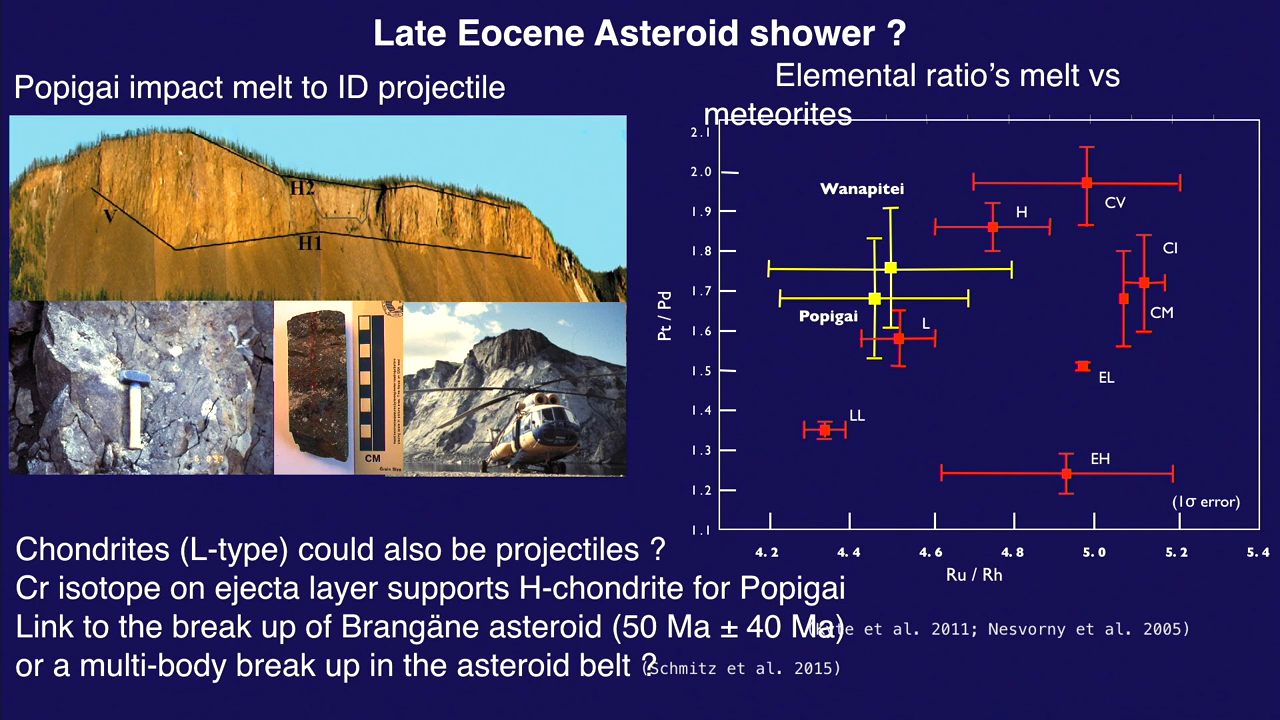 Late Eocene Asteroid shower ?
Popigai impact melt to ID projectile
Elemental ratio's melt vs
meteorites
H2
V
H1
CM
2.1
2.0
1.9
1.8
1.7
1.6
1.5
1.4
1.3
1.2
1.1
Pt / Pd
Wanapitei
H
CV
CI
Popigai
CM
L
EL
LL
EH
(1σ error)
4.2 4.4 4.6 4.8 5.0 5.2 5.4
Ru / Rh
Chondrites (L-type) could also be projectiles ?
Cr isotope on ejecta layer supports H-chondrite for Popigai
Link to the break up of Brangäne asteroid (50 Ma ± 40 Ma)
et al. 2011; Nesvorny et al. 2005)
or a multi-body break up in the asteroid belt ?
(Schmitz et al. 2015)